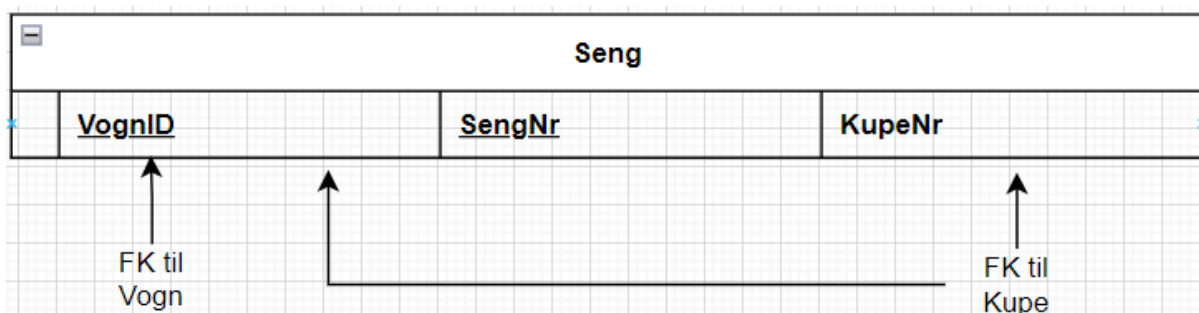 Seng
VognID SengNr KupeNr
FK til
Vogn
FK til
Kupe